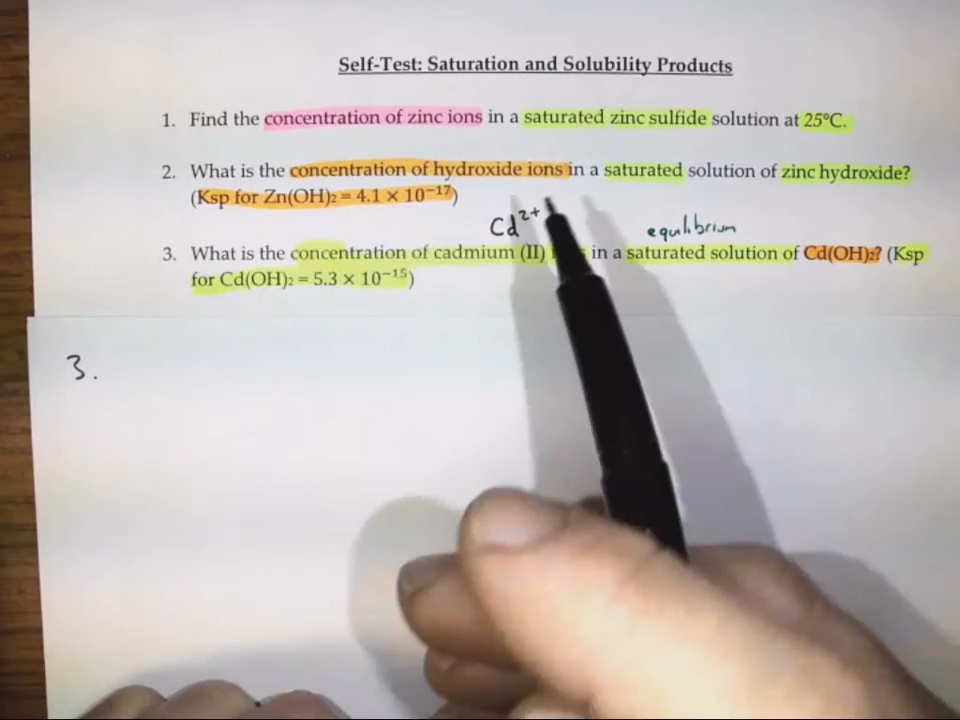 Self-Test: Saturation and Solubility Products
1. Find the concentration of zinc ions in a saturated zinc sulfide solution at 25°C.
2. What is the concentration of hydroxide ions in a saturated solution of zinc hydroxide?
(Ksp for Zn(OH)₂ = 4.1 × 10⁻¹⁷)
Cd²⁺ equilibrium
3. What is the concentration of cadmium (II) in a saturated solution of Cd(OH)₂? (Ksp
for Cd(OH)₂ = 5.3 × 10⁻¹⁵)
3.